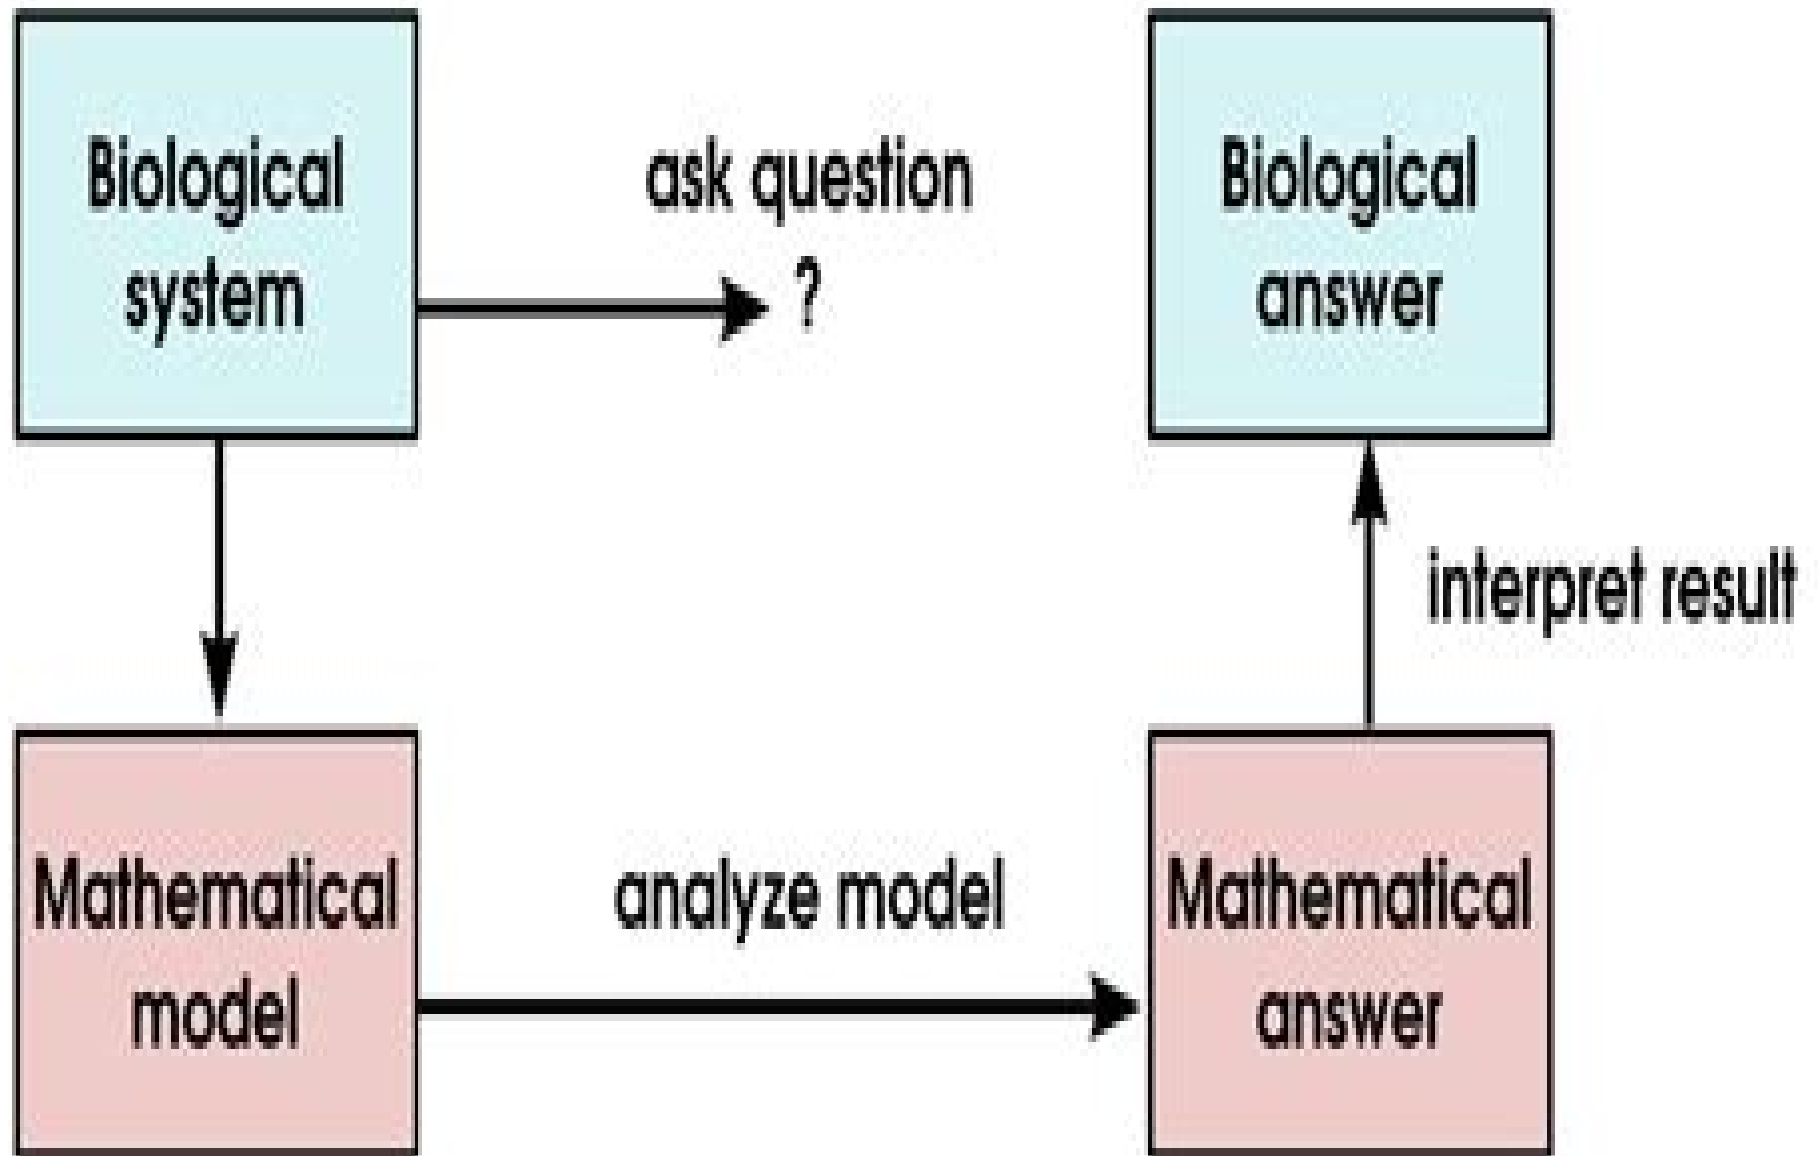 Biological
system
ask question
?
Biological
answer
interpret result
Mathematical
model
analyze model
Mathematical
answer